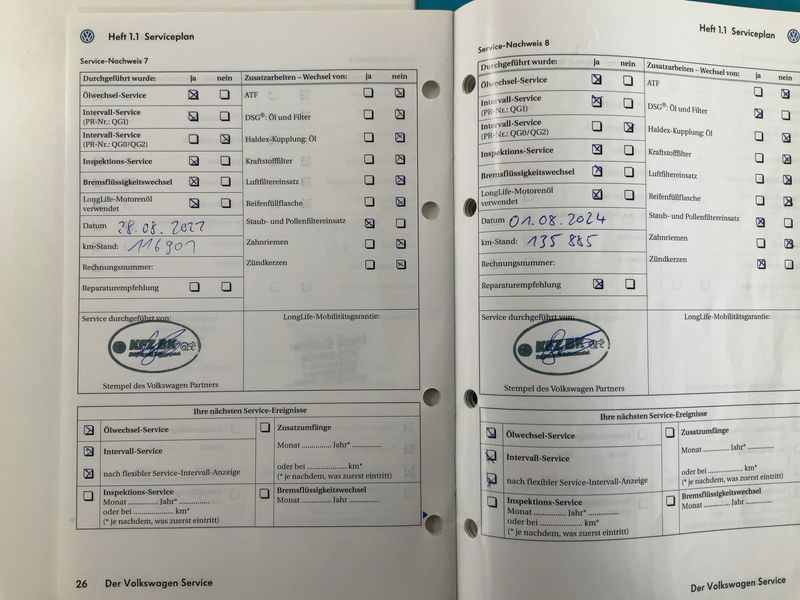 Heft 1.1 Serviceplan
Service-Nachweis 7
Durchgeführt wurde: ja nein Zusatzarbeiten – Wechsel von: ja nein
Ölwechsel-Service
ATF
Intervall-Service
(PR-Nr.: QG1)
DSG®: Öl und Filter
Intervall-Service
(PR-Nr.: QG0/QG2)
Haldex-Kupplung: Öl
Inspektions-Service
Kraftstofffilter
Bremsflüssigkeitswechsel
Luftfiltereinsatz
LongLife-Motorenöl
verwendet
Reifenfüllflasche
Datum 28.08.2022
Staub- und Pollenfiltereinsatz
km-Stand: 116901
Zahnriemen
Rechnungsnummer:
Zündkerzen
Reparaturempfehlung
Service durchgeführt von:
LongLife-Mobilitätsgarantie:
Stempel des Volkswagen Partners
Ihre nächsten Service-Ereignisse
Ölwechsel-Service
Zusatzumfänge
Intervall-Service
Monat .............. Jahr* ..............
nach flexibler Service-Intervall-Anzeige
oder bei .................. km*
(* je nachdem, was zuerst eintritt)
Inspektions-Service
Monat ........... Jahr* ..............
oder bei .................. km*
(* je nachdem, was zuerst eintritt)
Bremsflüssigkeitswechsel
Monat ........... Jahr ..............
26 Der Volkswagen Service
Heft 1.1 Serviceplan
Service-Nachweis 8
Durchgeführt wurde: ja nein Zusatzarbeiten – Wechsel von: ja nein
Ölwechsel-Service
ATF
Intervall-Service
(PR-Nr.: QG1)
DSG®: Öl und Filter
Intervall-Service
(PR-Nr.: QG0/QG2)
Haldex-Kupplung: Öl
Inspektions-Service
Kraftstofffilter
Bremsflüssigkeitswechsel
Luftfiltereinsatz
LongLife-Motorenöl
verwendet
Reifenfüllflasche
Datum 01.08.2024
Staub- und Pollenfiltereinsatz
km-Stand: 135 885
Zahnriemen
Rechnungsnummer:
Zündkerzen
Reparaturempfehlung
Service durchgeführt von:
LongLife-Mobilitätsgarantie:
Stempel des Volkswagen Partners
Ihre nächsten Service-Ereignisse
Ölwechsel-Service
Zusatzumfänge
Intervall-Service
Monat .............. Jahr* ..............
nach flexibler Service-Intervall-Anzeige
oder bei .................. km*
(* je nachdem, was zuerst eintritt)
Inspektions-Service
Monat ........... Jahr* ..............
oder bei .................. km*
(* je nachdem, was zuerst eintritt)
Bremsflüssigkeitswechsel
Monat ........... Jahr ..............
Der Volkswagen Service